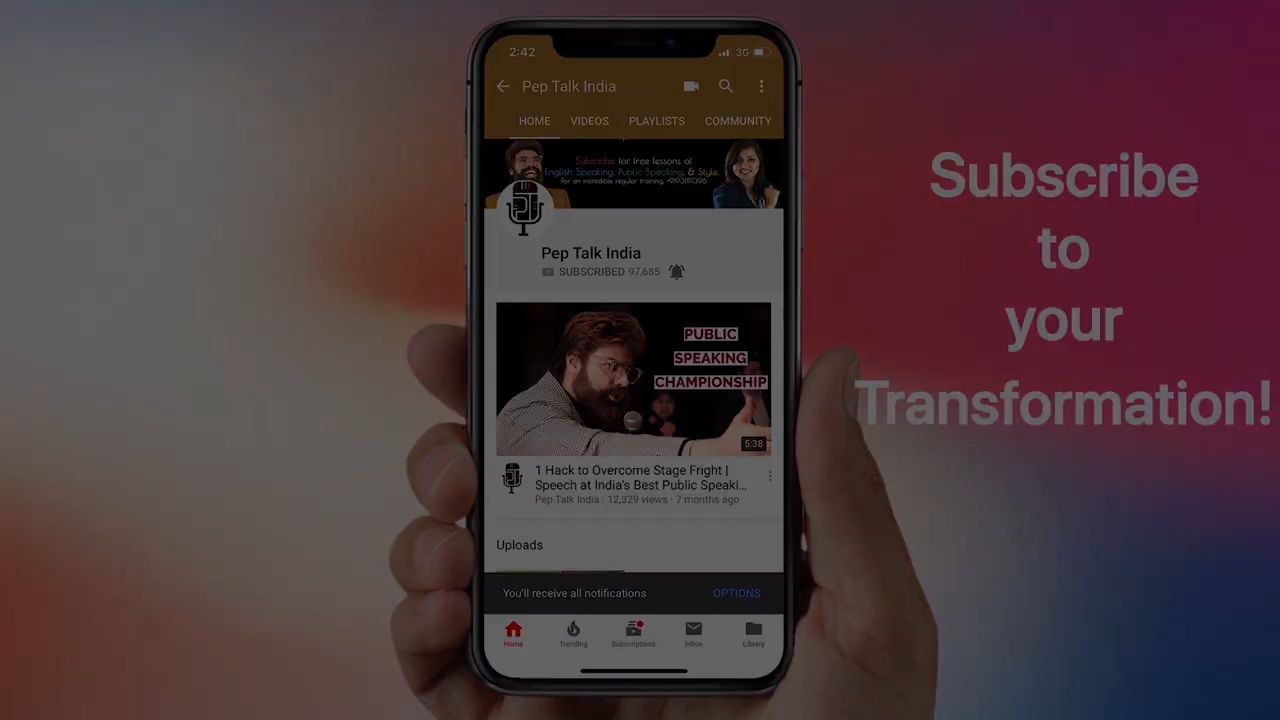 2:42
3G
Pep Talk India
HOME VIDEOS PLAYLISTS COMMUNITY
Subscribe for free lessons of
English Speaking, Public Speaking, & Style.
Pep Talk India
SUBSCRIBED 97,685
PUBLIC
SPEAKING
CHAMPIONSHIP
5:38
1 Hack to Overcome Stage Fright |
Speech at India's Best Public Speaki...
Pep Talk India · 12,329 views · 7 months ago
Uploads
You'll receive all notifications OPTIONS
Home Trending Subscriptions Inbox Library
Subscribe
to
your
Transformation!